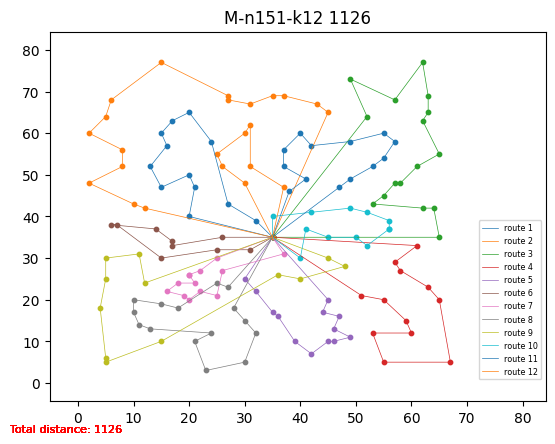 M-n151-k12 1126
80
70
60
50
40
30
20
10
0
0 10 20 30 40 50 60 70 80
route 1
route 2
route 3
route 4
route 5
route 6
route 7
route 8
route 9
route 10
route 11
route 12
Total distance: 1126